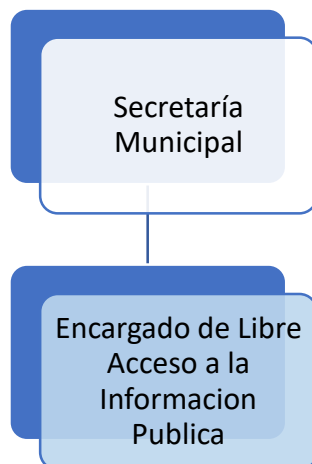 Secretaría
Municipal
Encargado de Libre
Acceso a la
Informacion
Publica